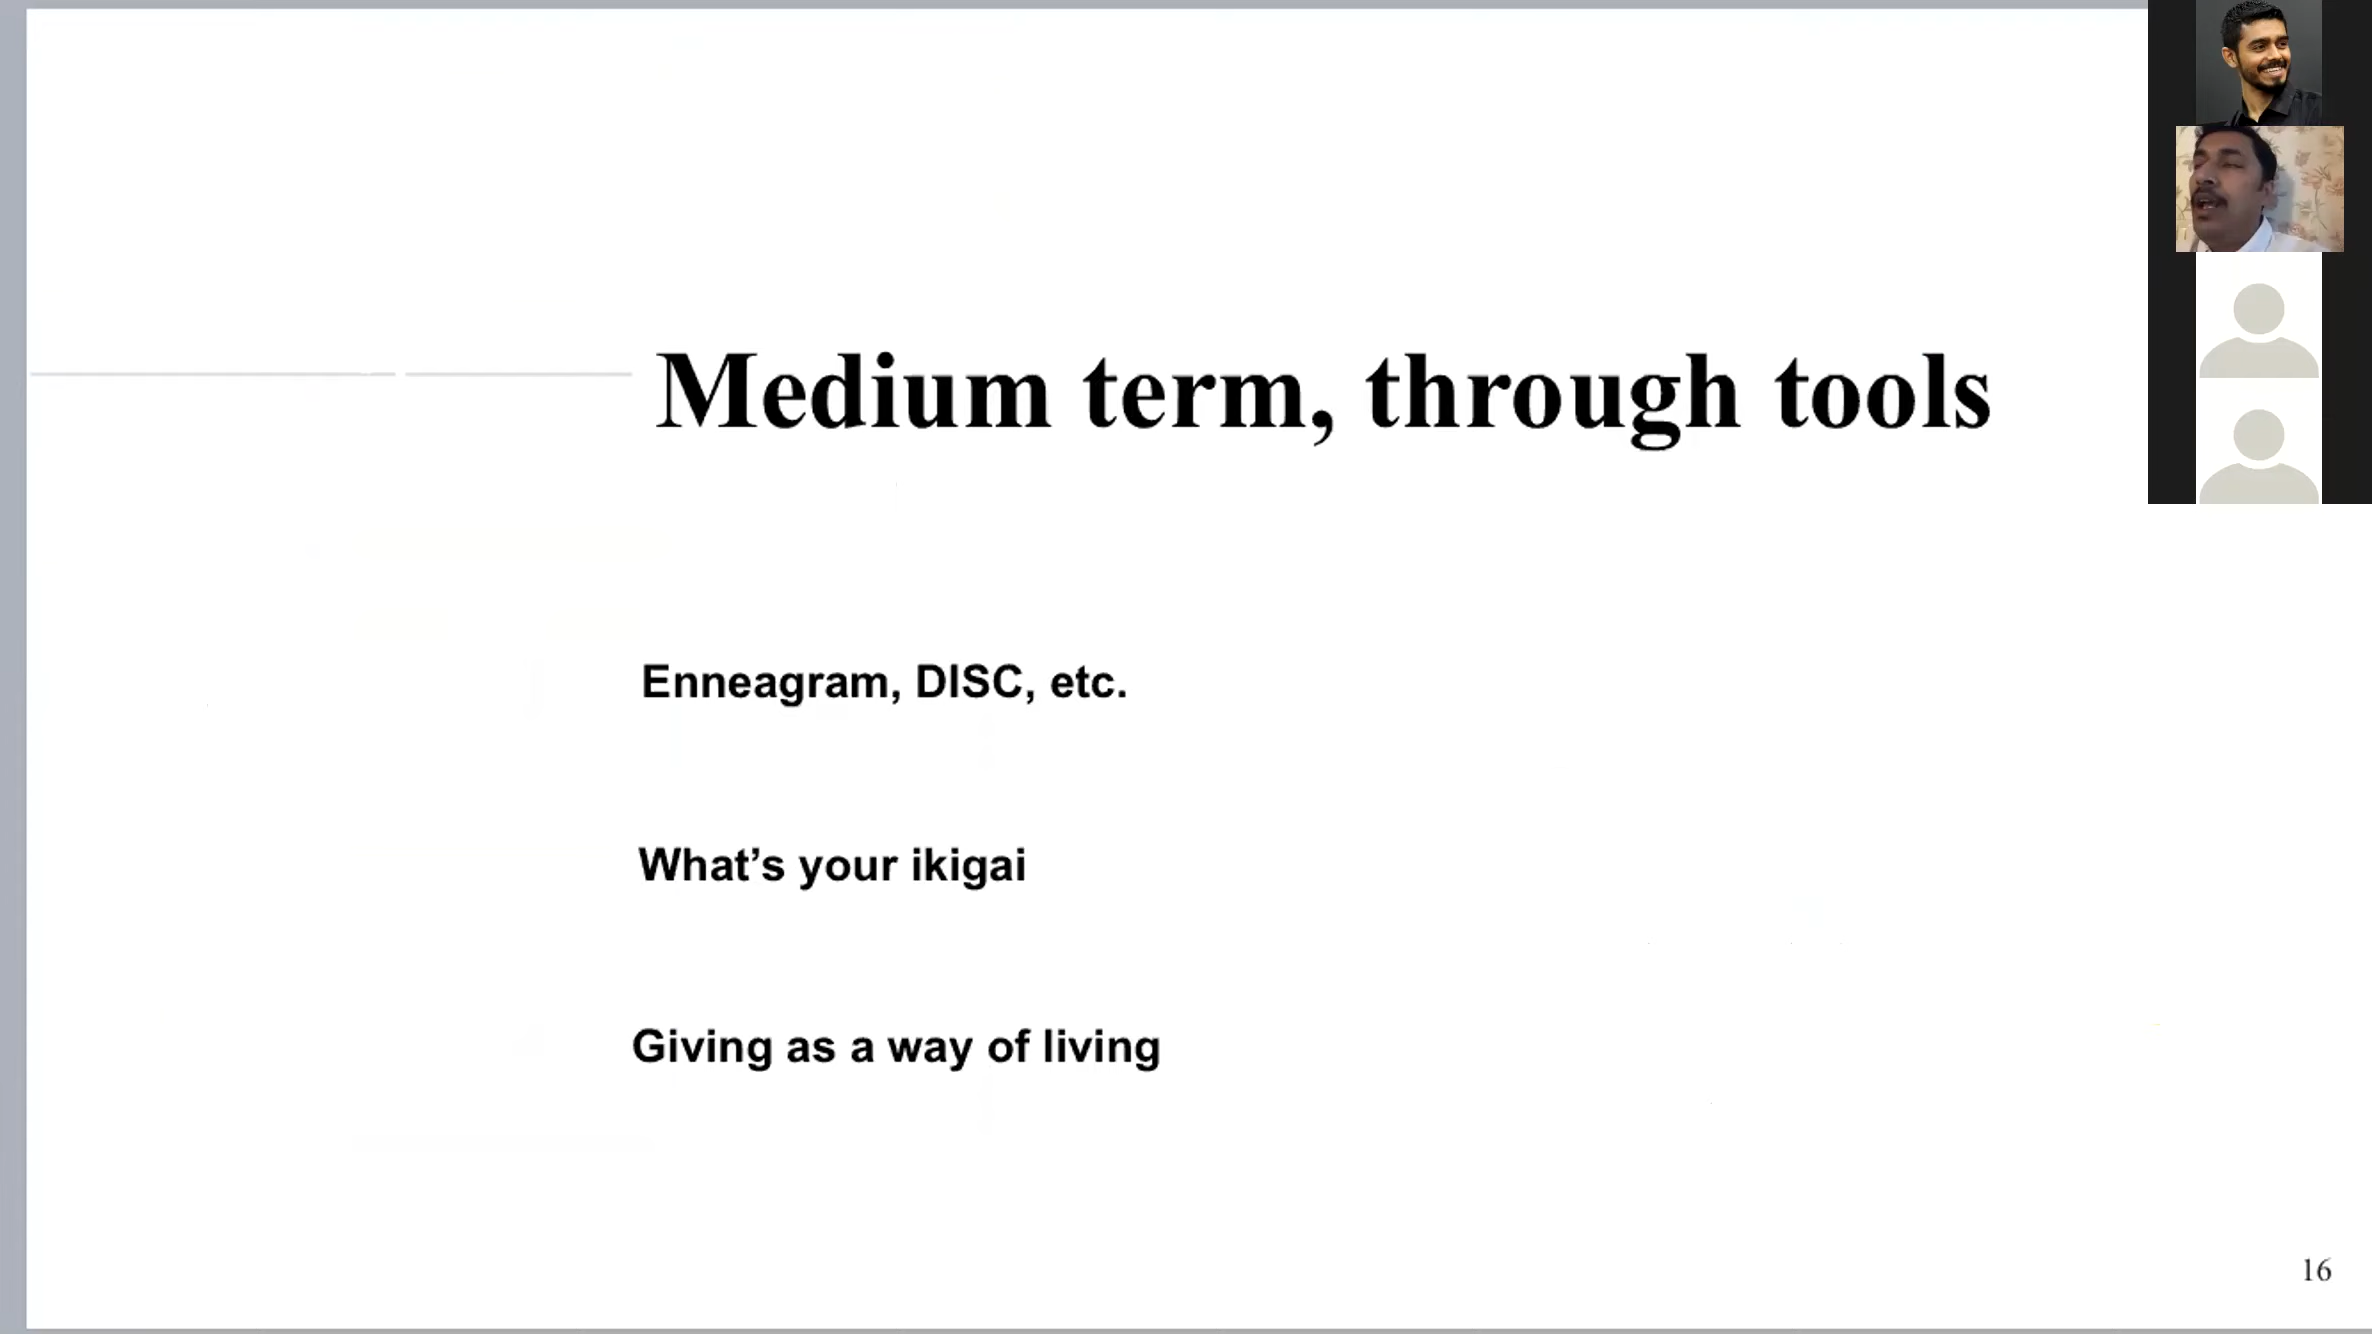 Medium term, through tools
Enneagram, DISC, etc.
What’s your ikigai
Giving as a way of living
16